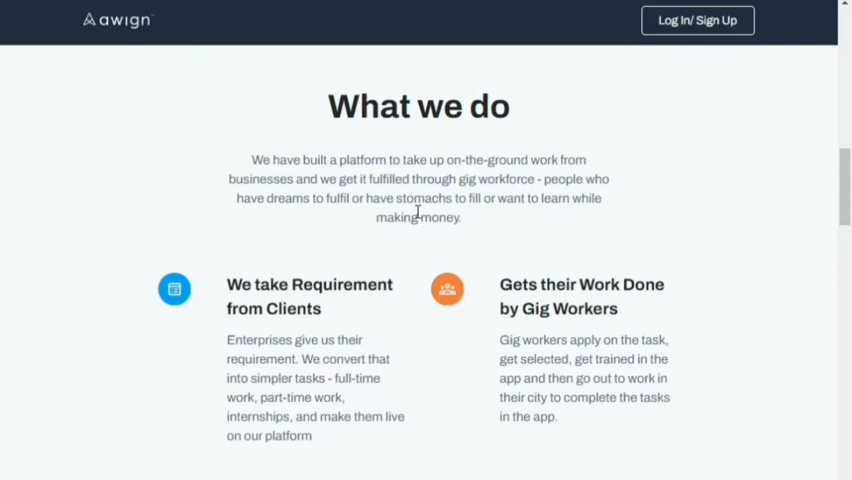 awign
Log In/ Sign Up
What we do
We have built a platform to take up on-the-ground work from
businesses and we get it fulfilled through gig workforce - people who
have dreams to fulfil or have stomachs to fill or want to learn while
making money.
We take Requirement
from Clients
Enterprises give us their
requirement. We convert that
into simpler tasks - full-time
work, part-time work,
internships, and make them live
on our platform
Gets their Work Done
by Gig Workers
Gig workers apply on the task,
get selected, get trained in the
app and then go out to work in
their city to complete the tasks
in the app.